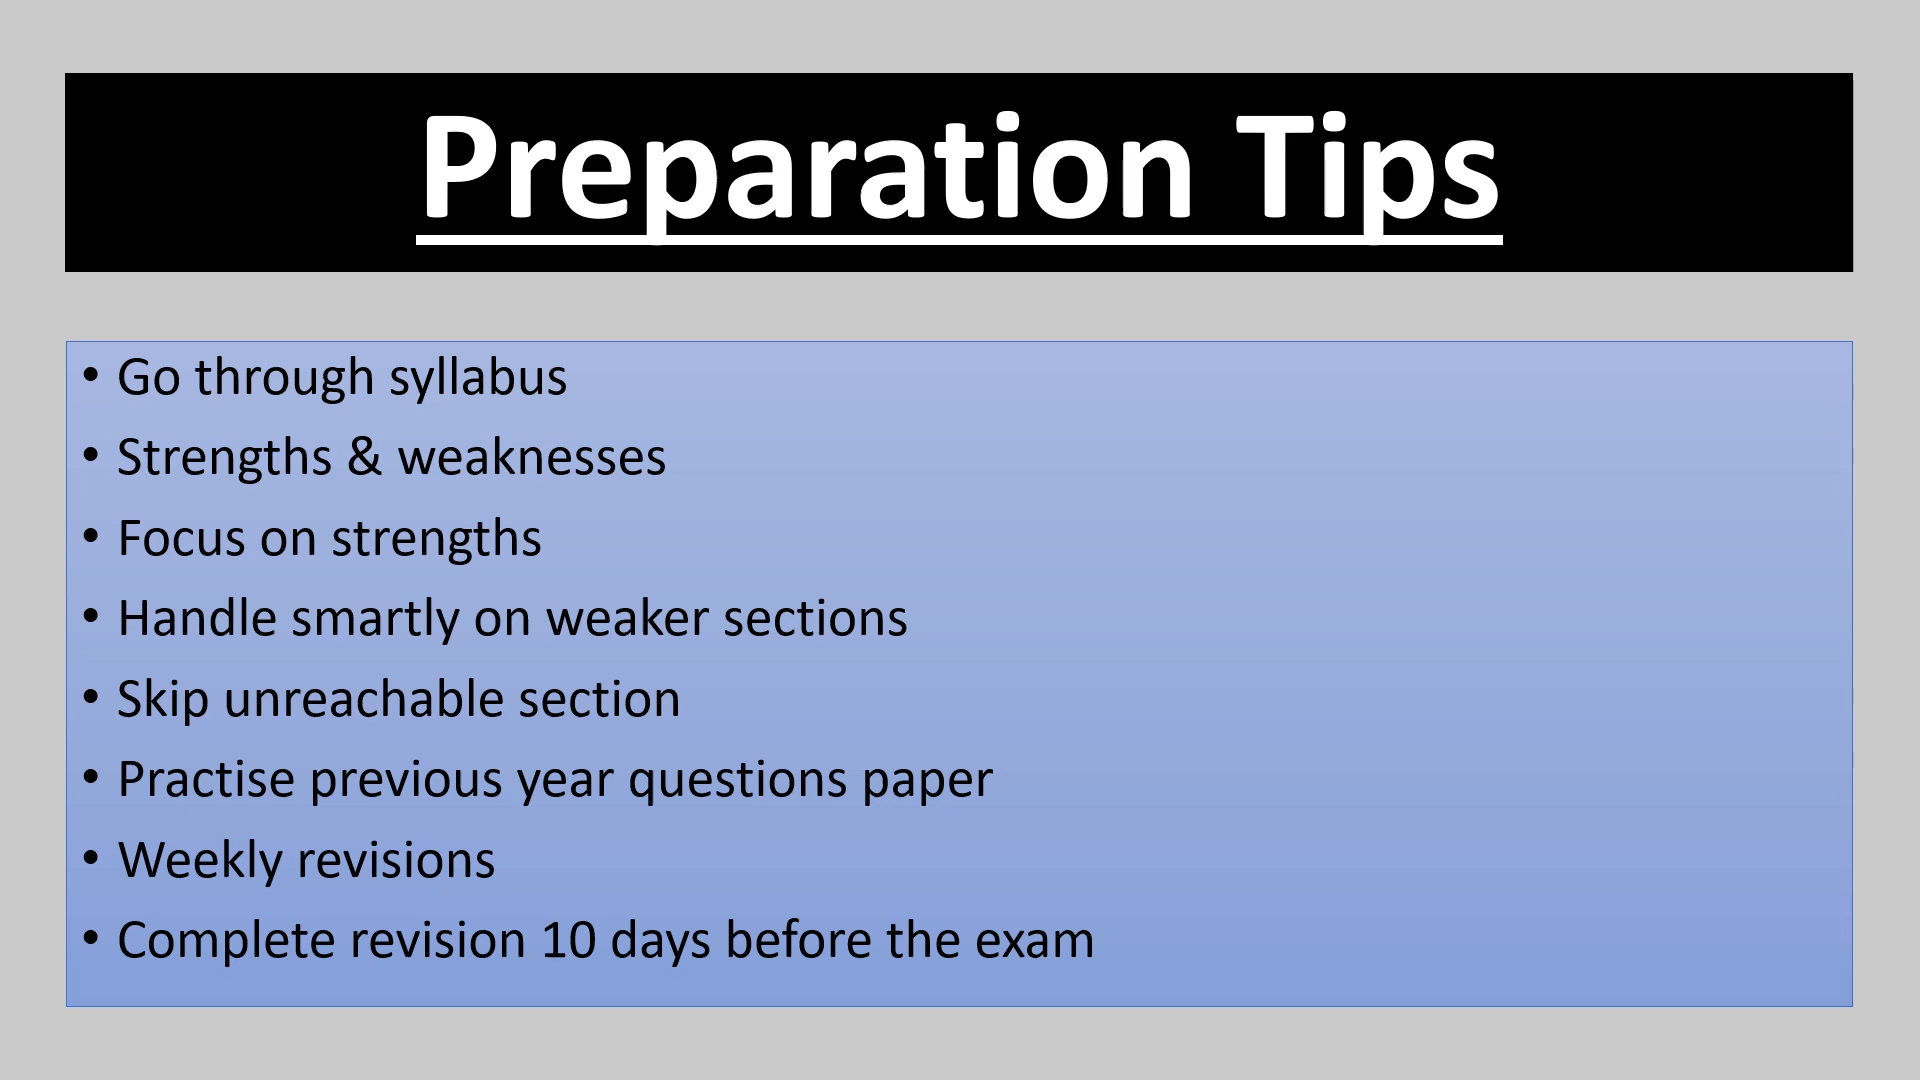 Preparation Tips
• Go through syllabus
• Strengths & weaknesses
• Focus on strengths
• Handle smartly on weaker sections
• Skip unreachable section
• Practise previous year questions paper
• Weekly revisions
• Complete revision 10 days before the exam